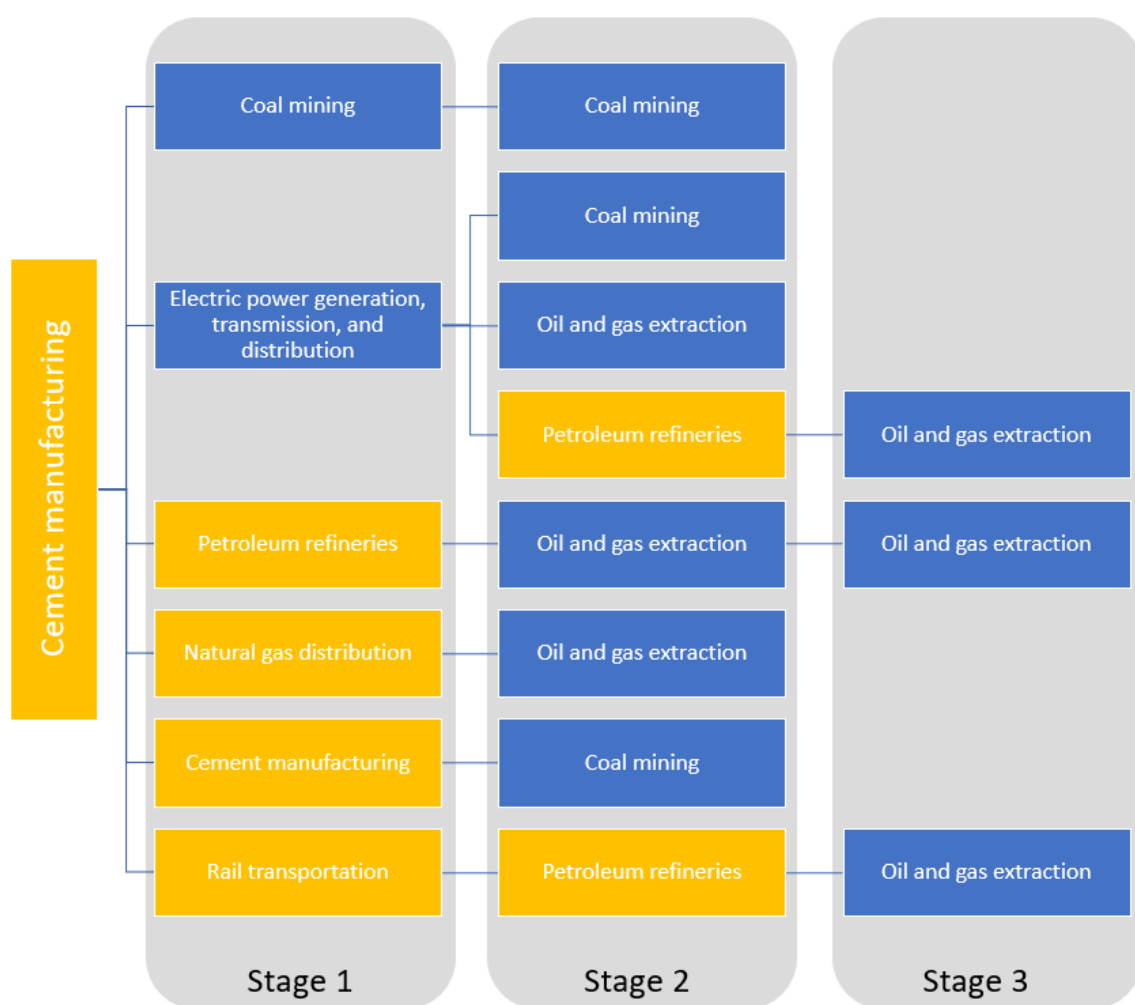 Cement manufacturing
Coal mining
Coal mining
Coal mining
Electric power generation,
transmission, and
distribution
Oil and gas extraction
Petroleum refineries
Oil and gas extraction
Petroleum refineries
Oil and gas extraction
Oil and gas extraction
Natural gas distribution
Oil and gas extraction
Cement manufacturing
Coal mining
Rail transportation
Petroleum refineries
Oil and gas extraction
Stage 1
Stage 2
Stage 3